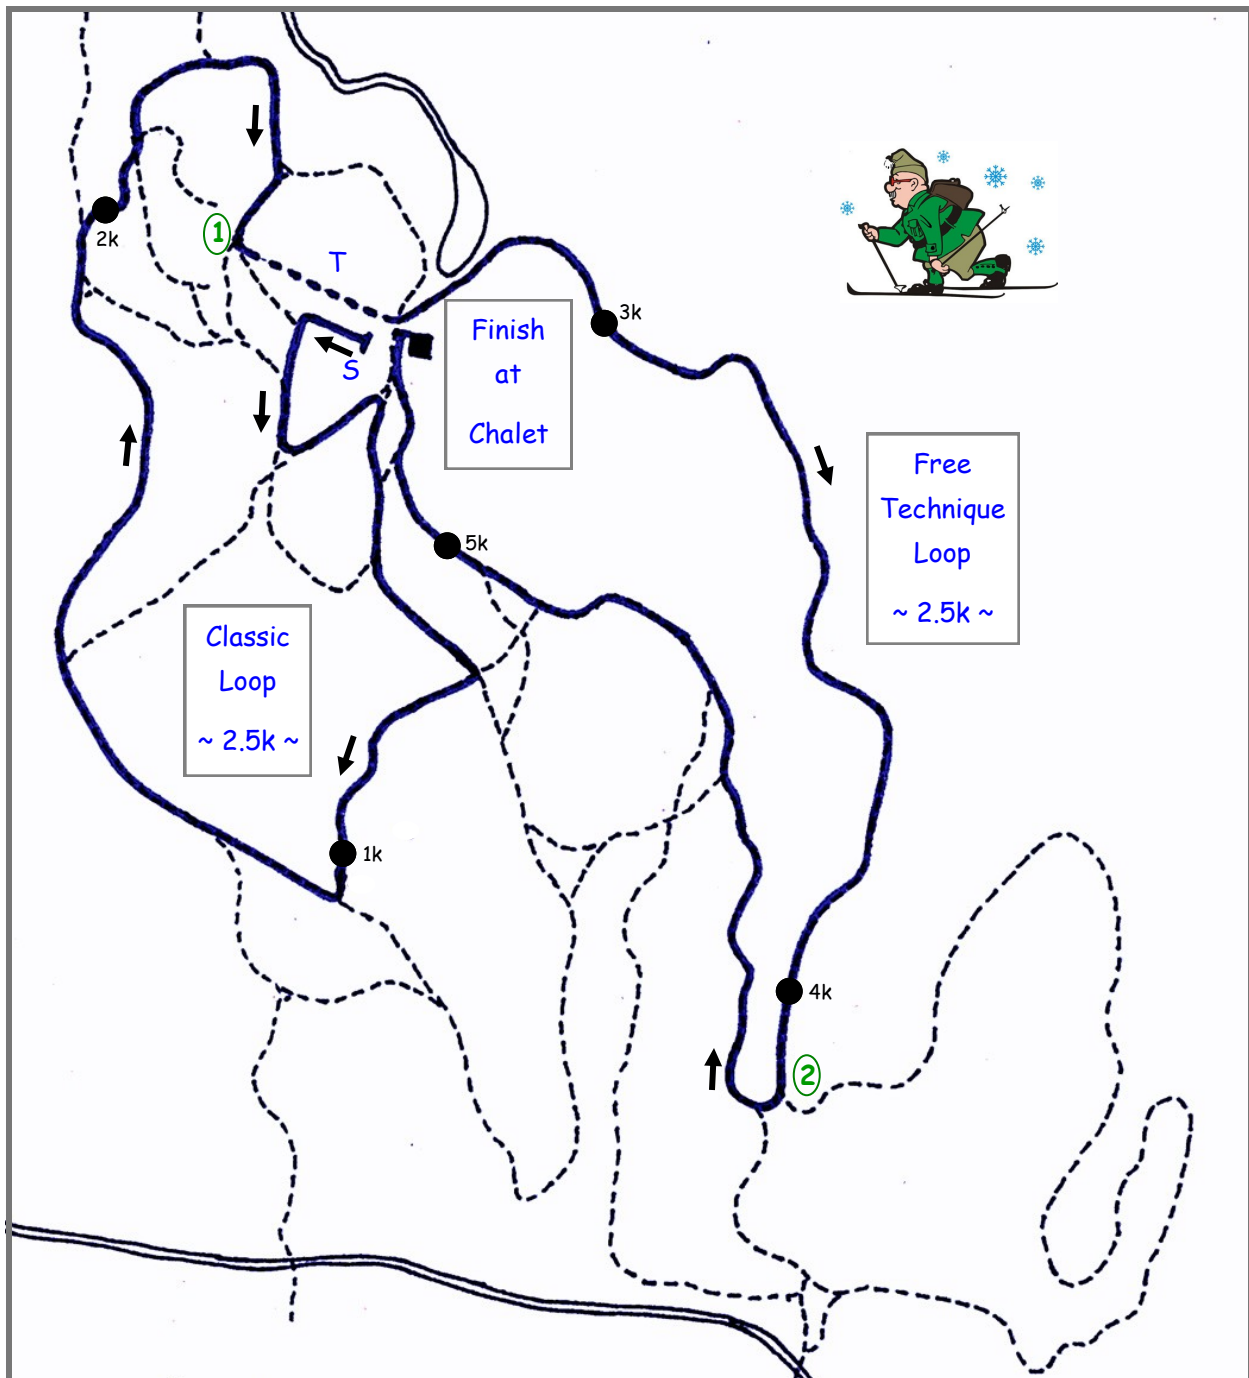 2k
1
T
3k
S
Finish
at
Chalet
Free
Technique
Loop
~ 2.5k ~
5k
Classic
Loop
~ 2.5k ~
1k
4k
2